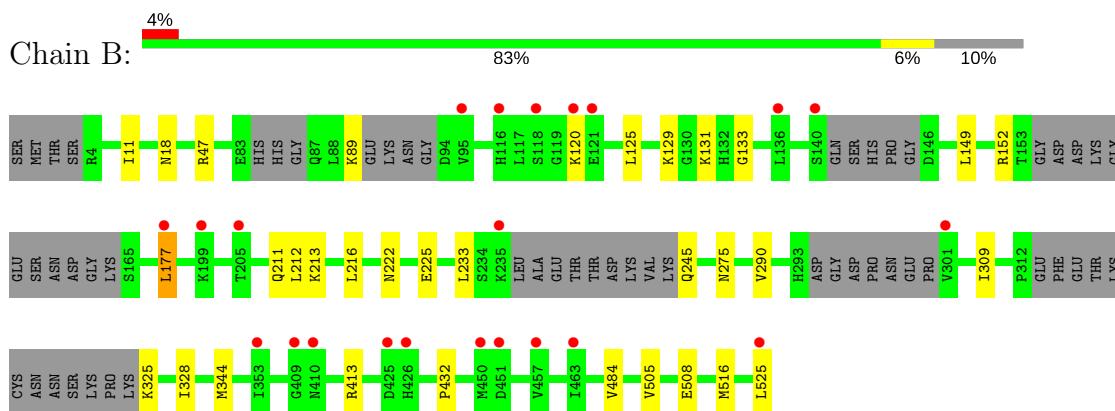 4%
Chain B:
83% 6% 10%
SER MET THR SER R4 I11 N18 R47 E83 HIS HIS GLY Q87 L88 K89 GLU LYS ASN GLY D94 V95 H116 L117 S118 G119 K120 E121 L125 K129 G130 K131 H132 G133 L136 S140 GLN SER HIS PRO GLY D146 L149 R152 T153 GLY ASP ASP LYS GLY
GLU SER ASN ASP GLY LYS S165 L177 K199 T205 Q211 L212 K213 L216 N222 E225 L233 S234 K235 LEU ALA GLU THR THR ASP LYS VAL LYS Q245 N275 V290 H293 ASP GLY ASP PRO ASN GLU PRO V301 I309 P312 GLU PHE GLU THR LYS
CYS ASN ASN SER LYS PRO LYS K325 I328 M344 I353 G409 N410 R413 D425 H426 P432 M450 D451 V457 I463 V484 V505 E508 M516 L525